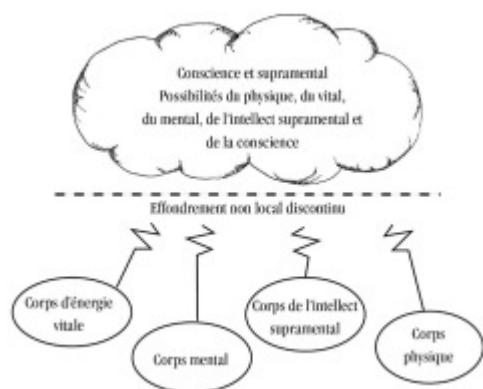 Conscience et supramental
Possibilités du physique, du vital,
du mental, de l'intellect supramental et
de la conscience
Effondrement non local discontinu
Corps d'énergie
vitale
Corps mental
Corps de l'intellect
supramental
Corps
physique